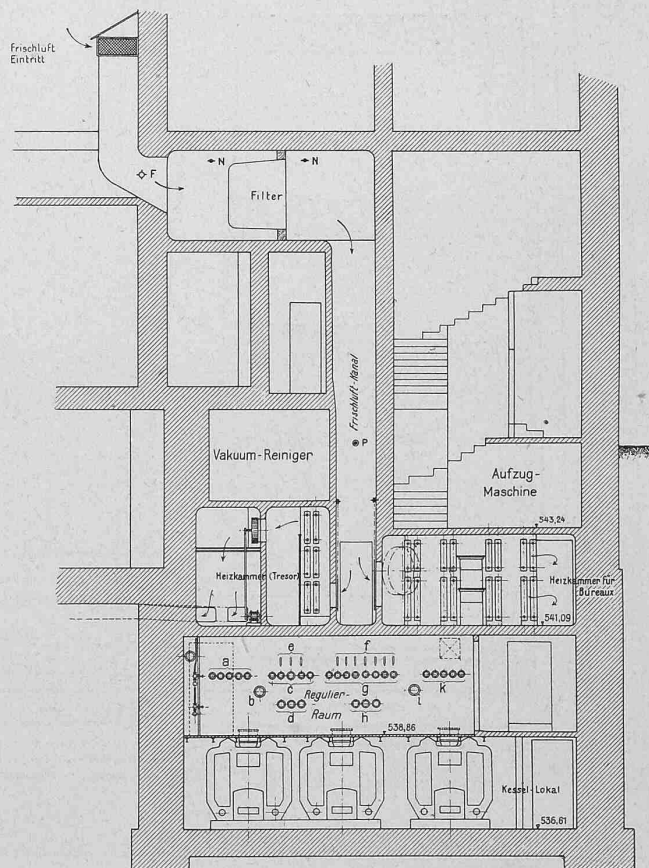 Frischluft
Eintritt
F
N
N
Filter
Frischluft-Kanal
P
Vakuum-Reiniger
Aufzug-
Maschine
543,24
Heizkammer (Tresor)
Heizkammer für
Büreaux
541,09
e
f
a
c
g
k
b
Regulier-
i
d
Raum
h
538,86
Kessel-Lokal
536,61